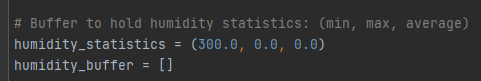 # Buffer to hold humidity statistics: (min, max, average)
humidity_statistics = (300.0, 0.0, 0.0)
humidity_buffer = []